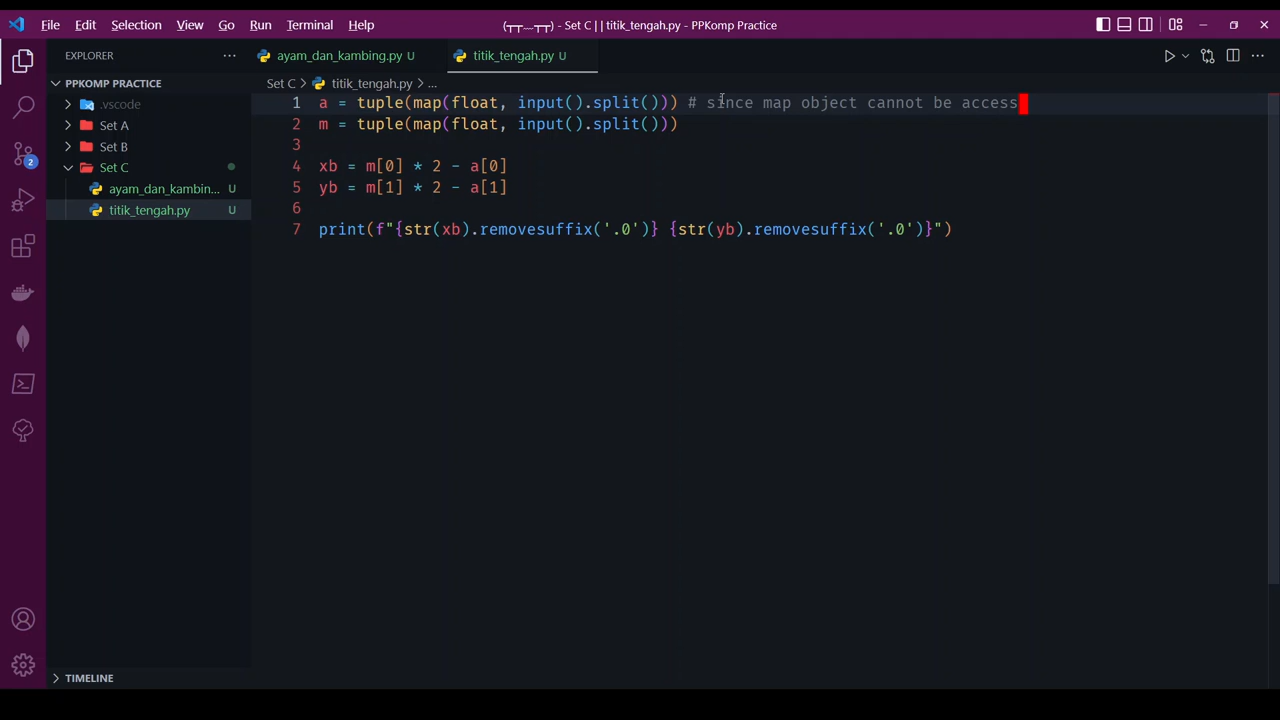 File Edit Selection View Go Run Terminal Help (┬┬﹏┬┬) - Set C | | titik_tengah.py - PPKomp Practice
EXPLORER
ayam_dan_kambing.py U
titik_tengah.py U
PPKOMP PRACTICE
.vscode
Set A
Set B
Set C
ayam_dan_kambin... U
titik_tengah.py U
2
Set C > titik_tengah.py > ...
1 a = tuple(map(float, input().split())) # since map object cannot be access
2 m = tuple(map(float, input().split()))
3
4 xb = m[0] * 2 - a[0]
5 yb = m[1] * 2 - a[1]
6
7 print(f"{str(xb).removesuffix('.0')} {str(yb).removesuffix('.0')}")
TIMELINE